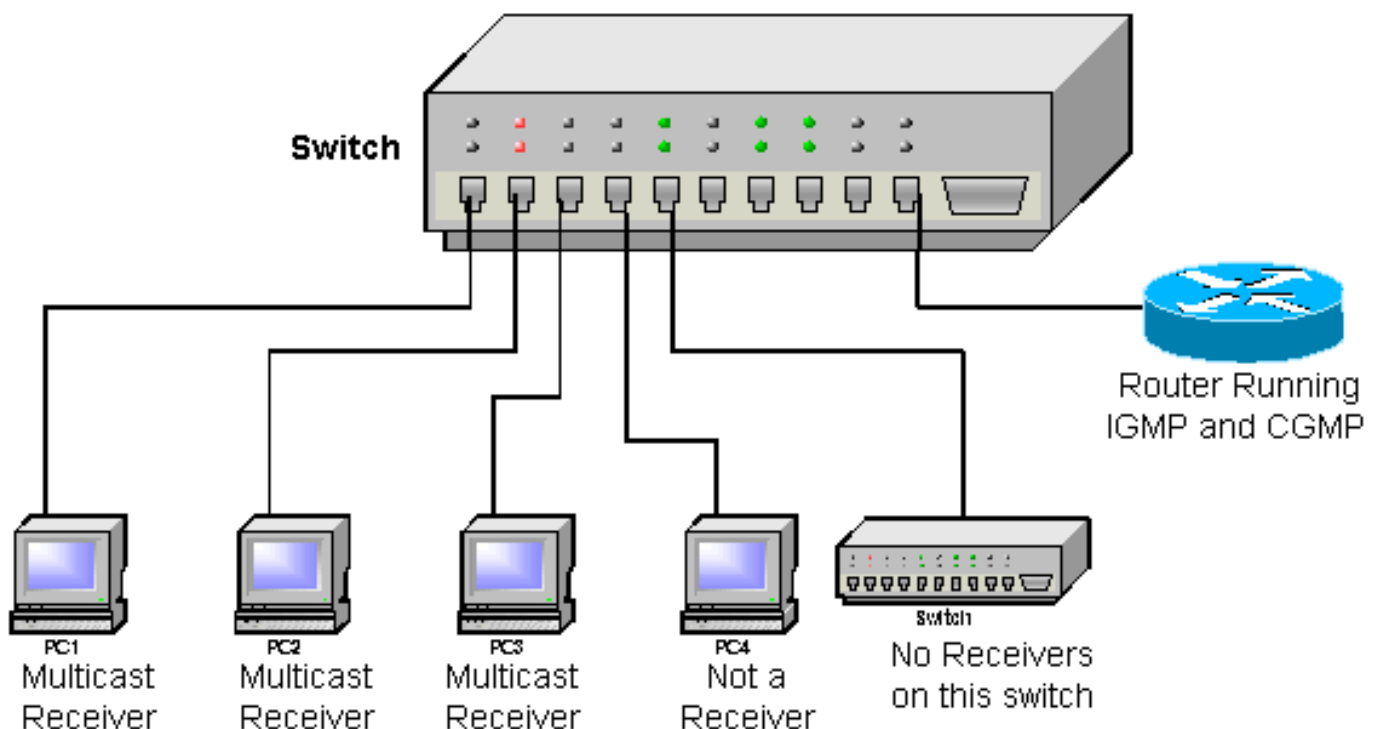 Switch
Router Running
IGMP and CGMP
PC1
Multicast
Receiver
PC2
Multicast
Receiver
PC3
Multicast
Receiver
PC4
Not a
Receiver
Switch
No Receivers
on this switch